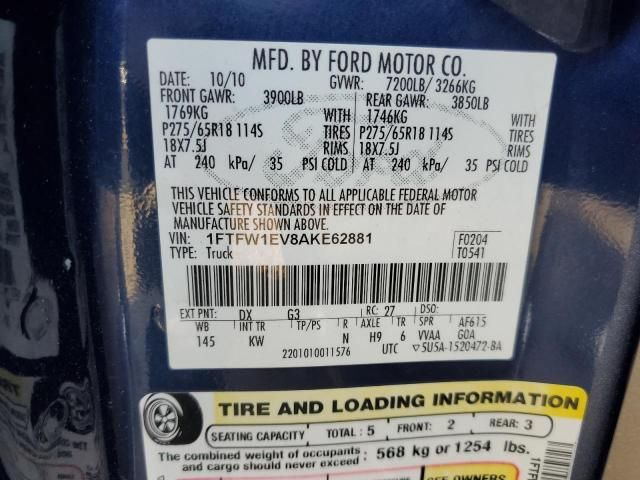 MFD. BY FORD MOTOR CO.
DATE: 10/10 GVWR: 7200LB/ 3266KG
FRONT GAWR: 3900LB REAR GAWR: 3850LB
1769KG WITH 1746KG WITH
P275/65R18 114S TIRES P275/65R18 114S TIRES
18X7.5J RIMS 18X7.5J RIMS
AT 240 kPa/ 35 PSI COLD AT 240 kPa/ 35 PSI COLD
THIS VEHICLE CONFORMS TO ALL APPLICABLE FEDERAL MOTOR
VEHICLE SAFETY STANDARDS IN EFFECT ON THE DATE OF
MANUFACTURE SHOWN ABOVE.
VIN: 1FTFW1EV8AKE62881 F0204
TYPE: Truck T0541
EXT PNT: DX G3 RC: 27 DSO:
WB INT TR TP/PS R AXLE TR SPR AF615
145 KW N H9 6 VVAA GOA
2201010011576 UTC ▽5U5A-1520472-BA
TIRE AND LOADING INFORMATION
SEATING CAPACITY TOTAL: 5 FRONT: 2 REAR: 3
The combined weight of occupants and cargo should never exceed: 568 kg or 1254 lbs.
SEE OWNERS